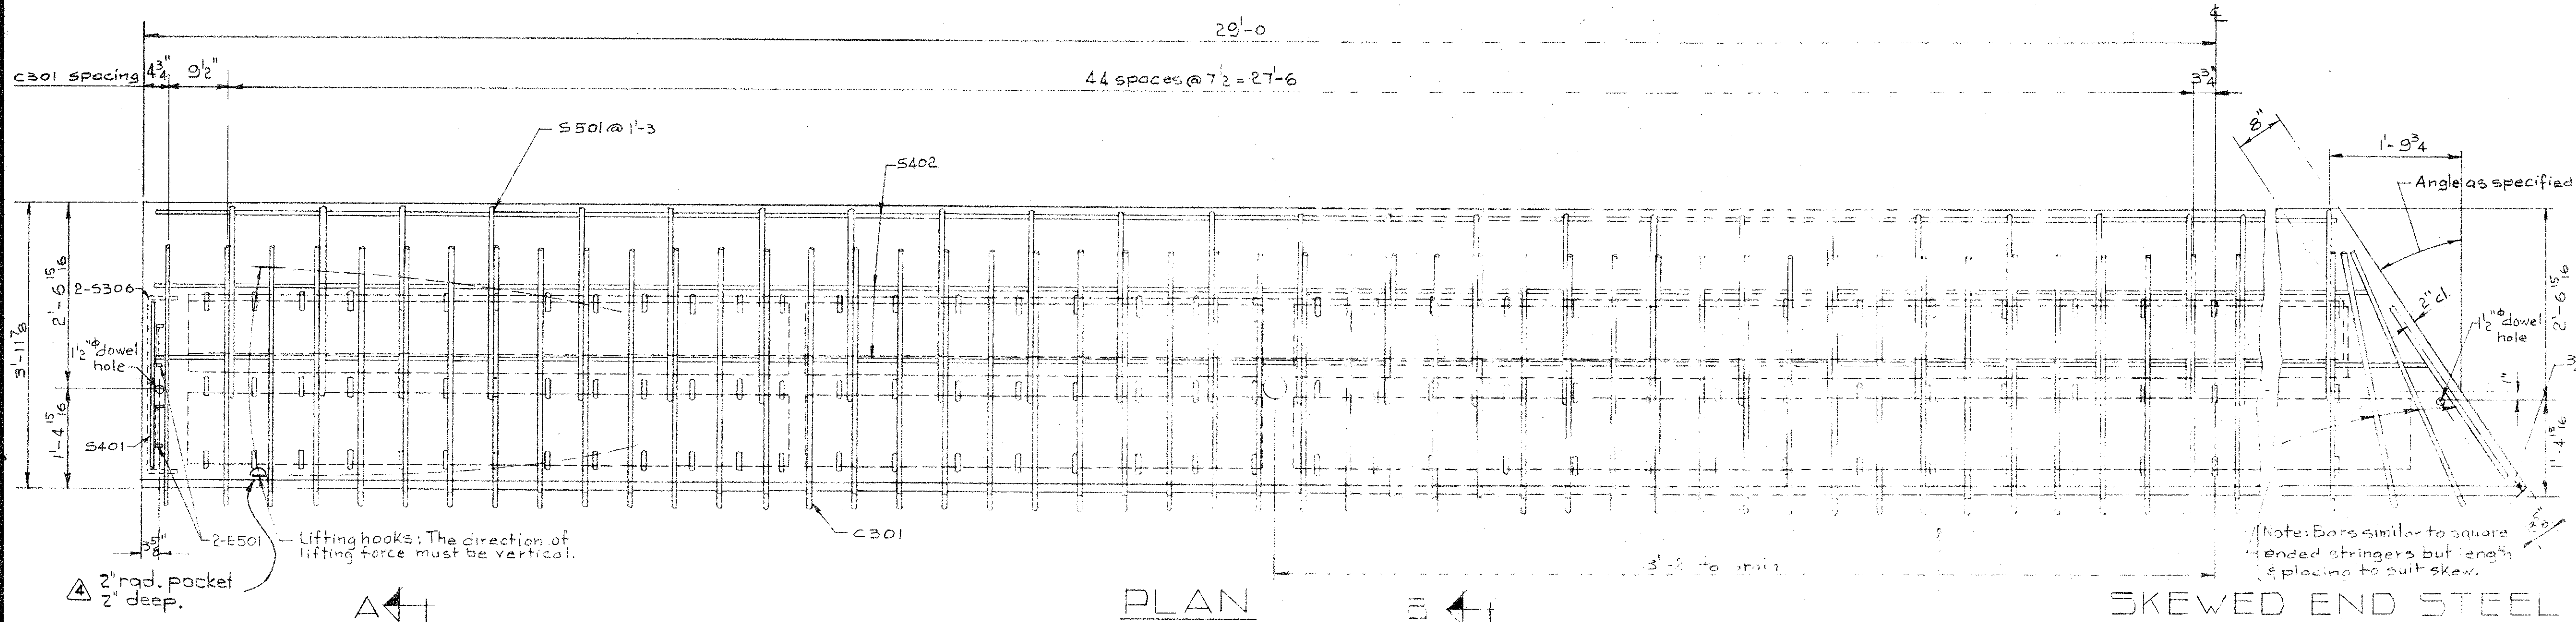 ℄
29'-0
C301 spacing
4¾"
9½"
44 spaces @ 7½ = 27'-6
3¾"
8"
1'-9¾
S501@ 1'-3
S402
Angle as specified
3'-11⅞
2'-6 15/16
1'-4 15/16
2-S306
1½"ᶲ dowel
hole
S401
2" cl.
1½"ᶲ dowel
hole
1"
2'-6 15/16
1'-4 15/16
3⅝"
2-E501
Lifting hooks: The direction of
lifting force must be vertical.
C301
4
2" rad. pocket
2" deep.
to
Note: Bars similar to square
ended stringers but length
& placing to suit skew.
A
PLAN
B
SKEWED END STEEL